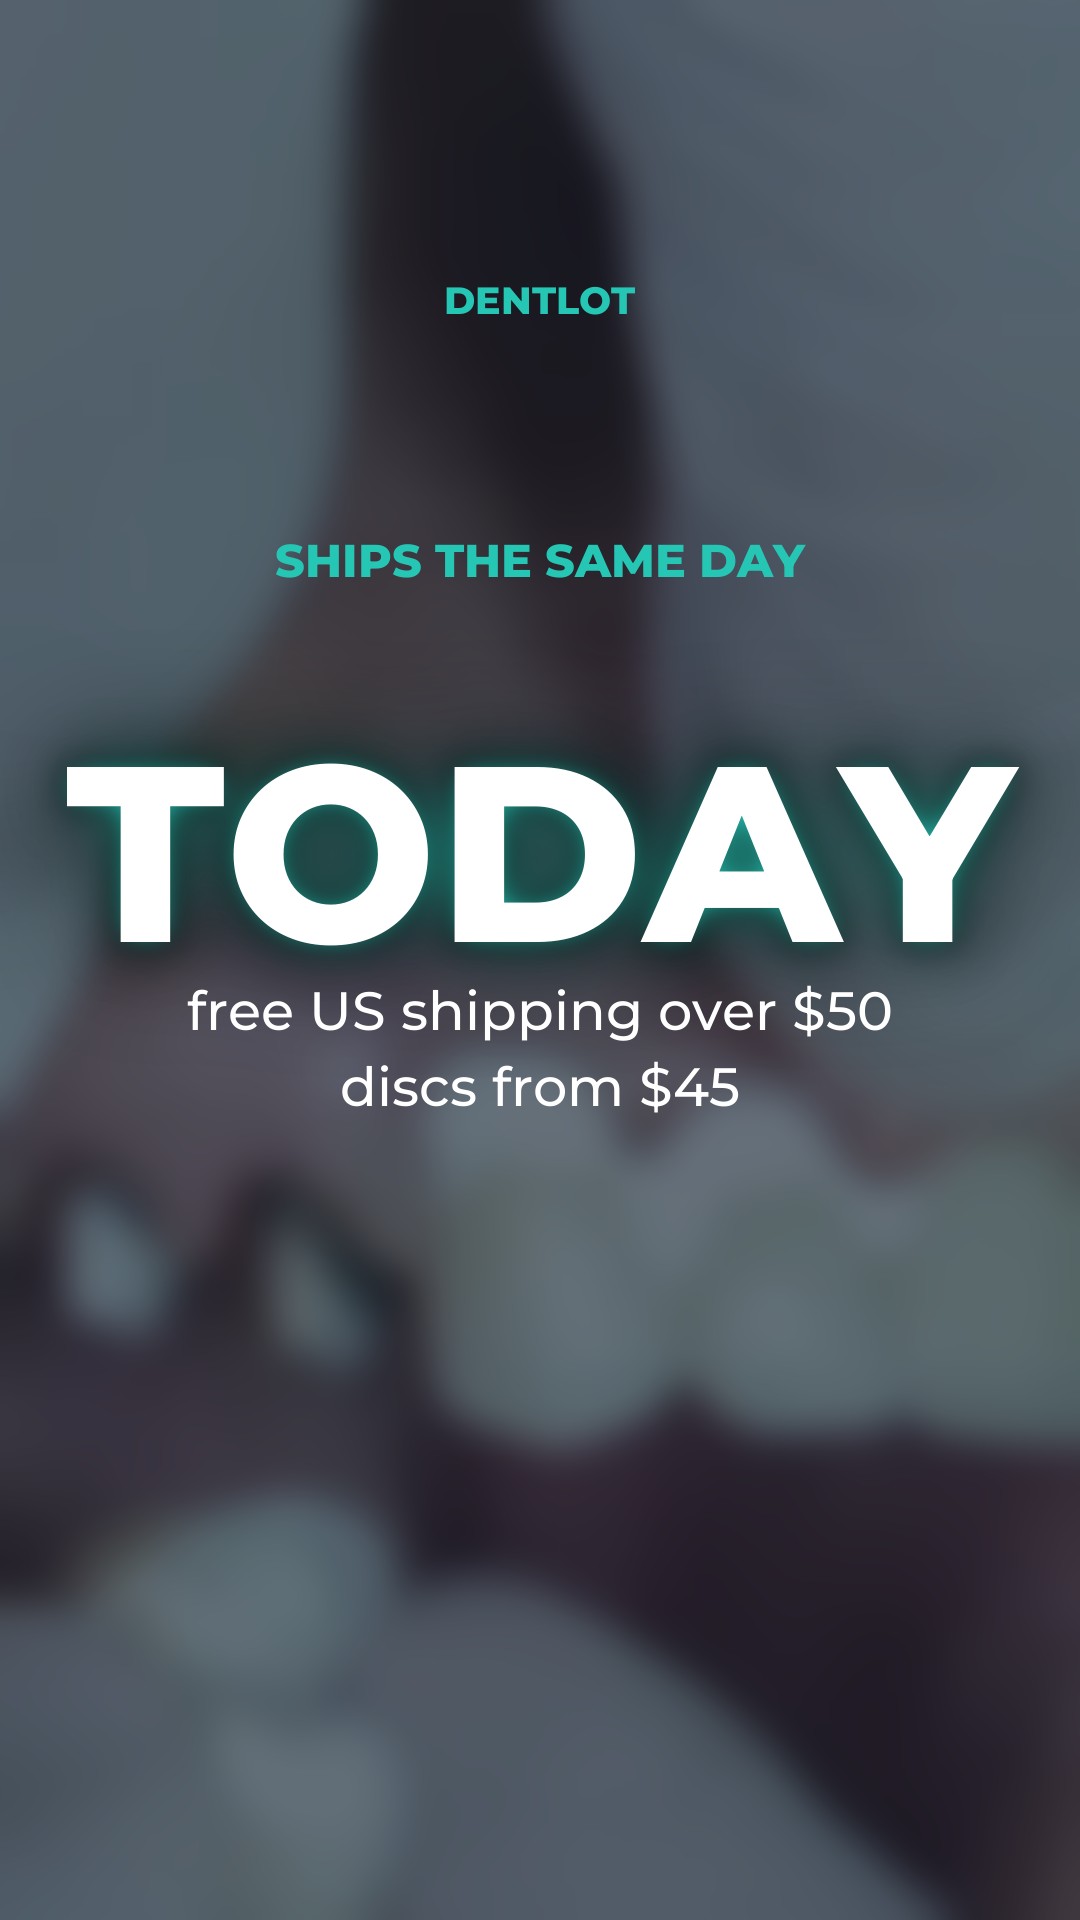 DENTLOT
SHIPS THE SAME DAY
TODAY
free US shipping over $50
discs from $45